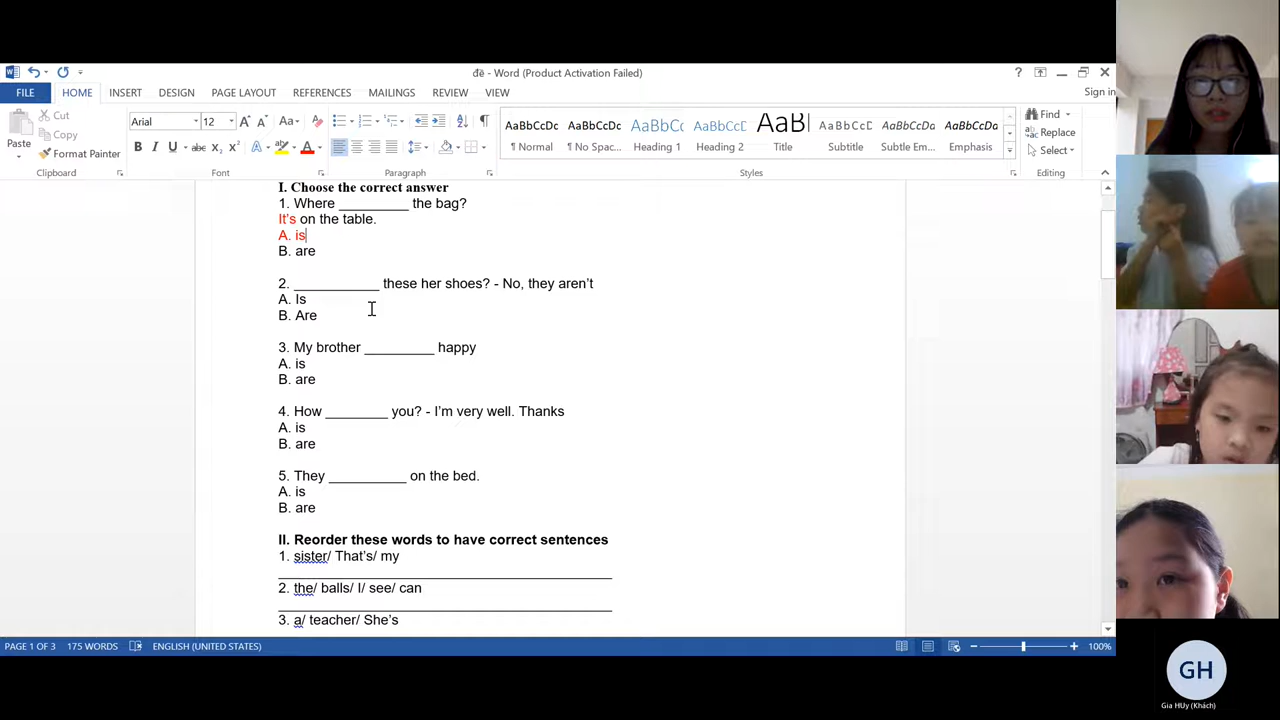 đề - Word (Product Activation Failed)
?
FILE HOME INSERT DESIGN PAGE LAYOUT REFERENCES MAILINGS REVIEW VIEW
Sign in
Paste
Cut
Copy
Format Painter
Clipboard
Arial 12
Font
Paragraph
AaBbCcDc AaBbCcDc AaBbCc AaBbCcD AaB AaBbCcD AaBbCcDc AaBbCcDc
¶ Normal ¶ No Spac... Heading 1 Heading 2 Title Subtitle Subtle Em... Emphasis
Styles
Find
Replace
Select
Editing
I. Choose the correct answer
1. Where _________ the bag?
It's on the table.
A. is
B. are
2. ___________ these her shoes? - No, they aren't
A. Is
B. Are
3. My brother _________ happy
A. is
B. are
4. How ________ you? - I'm very well. Thanks
A. is
B. are
5. They __________ on the bed.
A. is
B. are
II. Reorder these words to have correct sentences
1. sister/ That's/ my
2. the/ balls/ I/ see/ can
3. a/ teacher/ She's
PAGE 1 OF 3 175 WORDS ENGLISH (UNITED STATES)
100%
GH
Gia HUy (Khách)